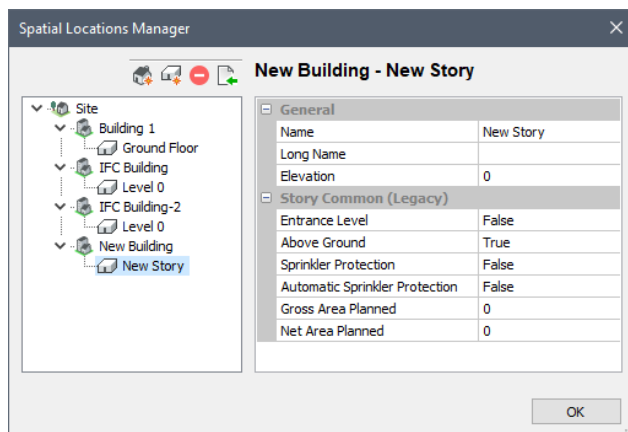 Spatial Locations Manager
New Building - New Story
Site
Building 1
Ground Floor
IFC Building
Level 0
IFC Building-2
Level 0
New Building
New Story
General
Name New Story
Long Name
Elevation 0
Story Common (Legacy)
Entrance Level False
Above Ground True
Sprinkler Protection False
Automatic Sprinkler Protection False
Gross Area Planned 0
Net Area Planned 0
OK